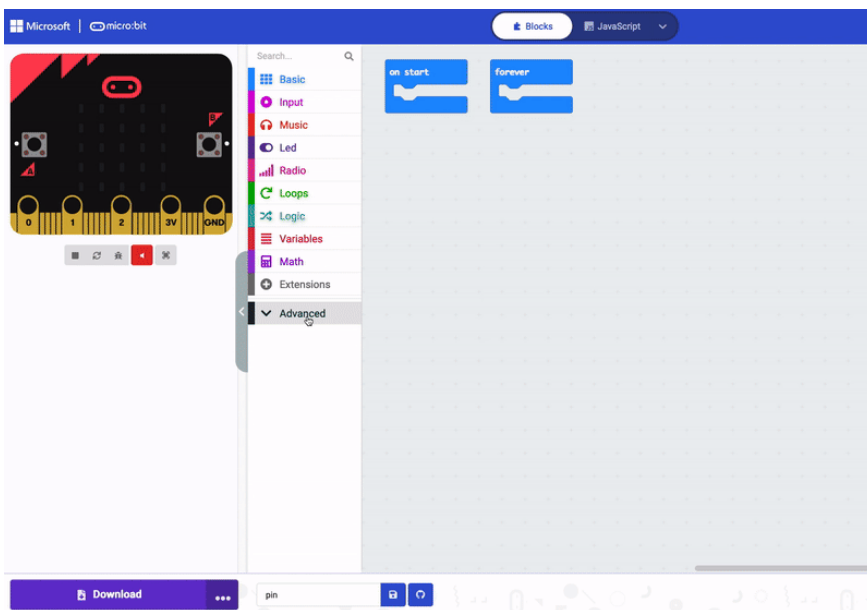 Microsoft | micro:bit
Blocks
JavaScript
Search...
Basic
Input
Music
Led
Radio
Loops
Logic
Variables
Math
Extensions
Advanced
on start
forever
A
B
0 1 2 3V GND
Download
pin